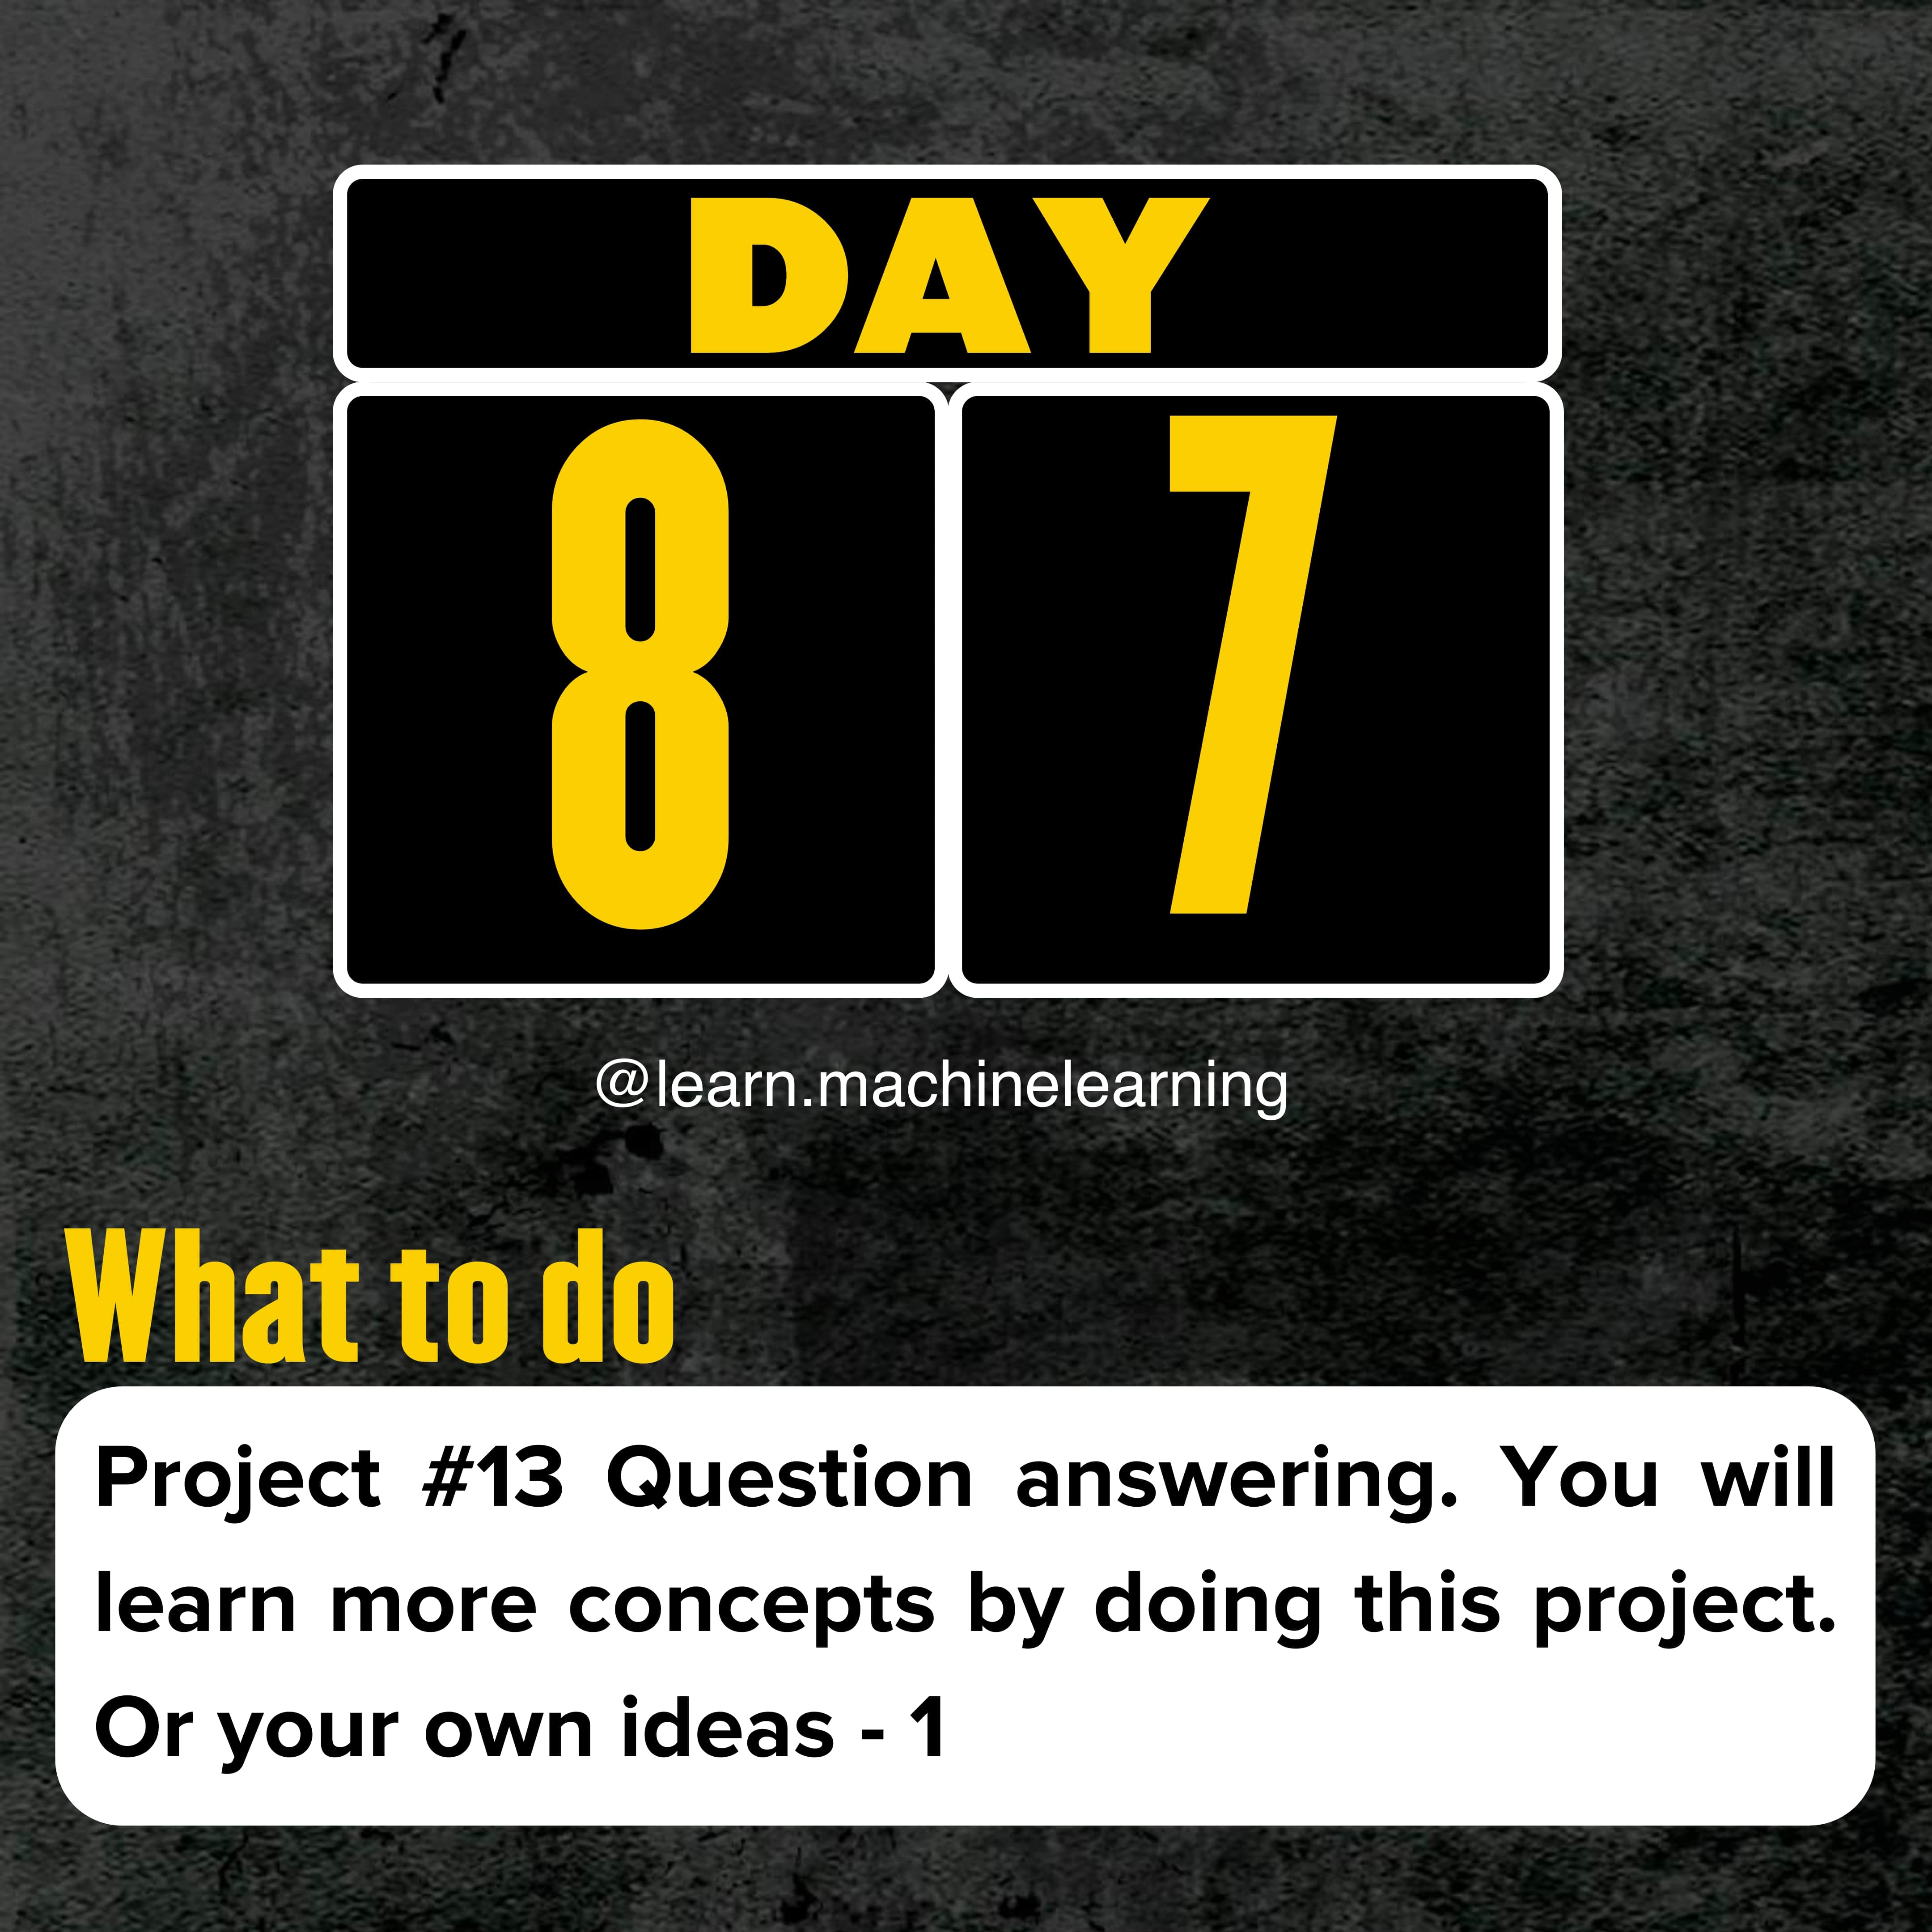 DAY
8 7
@learn.machinelearning
What to do
Project #13 Question answering. You will
learn more concepts by doing this project.
Or your own ideas - 1